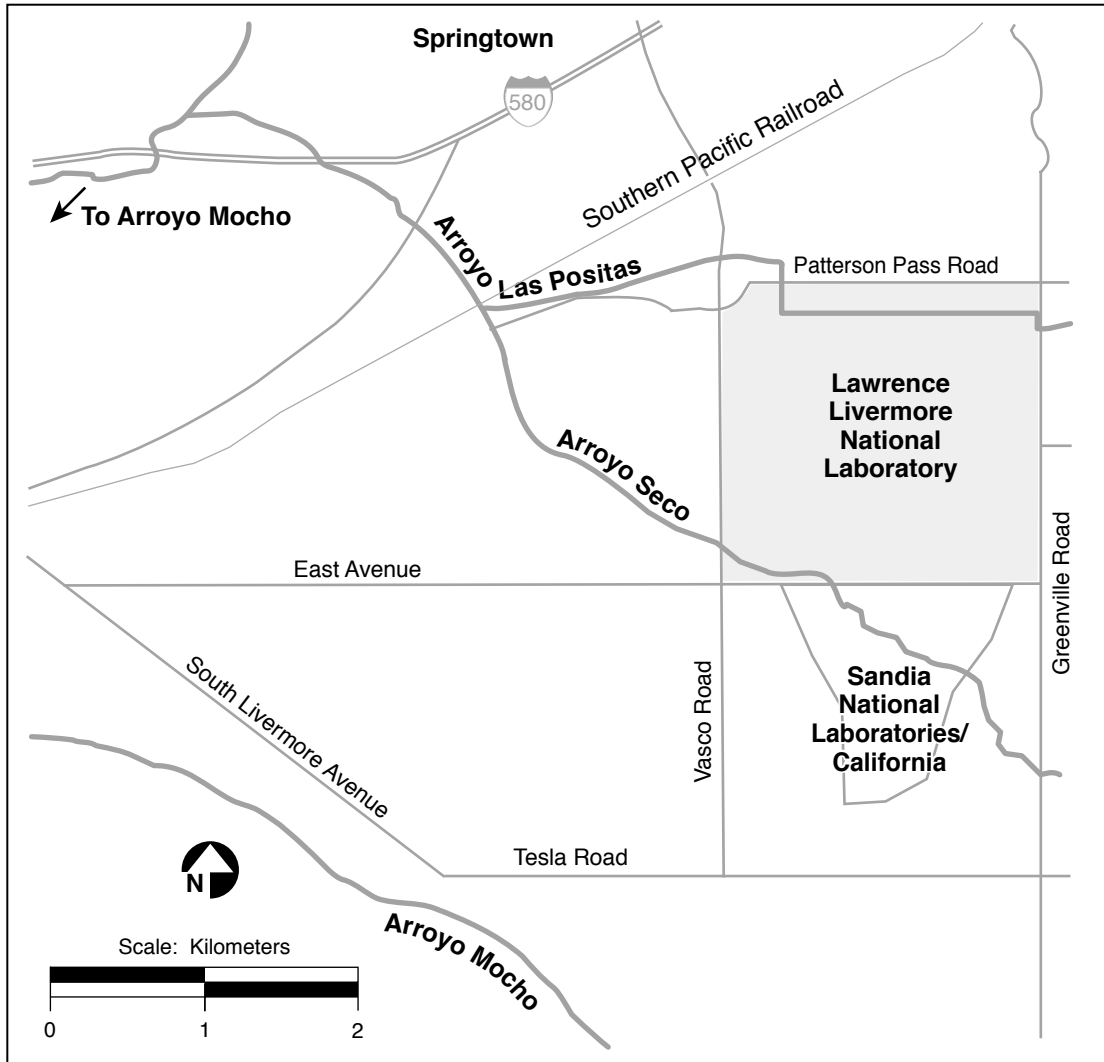 Springtown
580
Southern Pacific Railroad
To Arroyo Mocho
Arroyo
Las Positas
Patterson Pass Road
Lawrence
Livermore
National
Laboratory
Arroyo Seco
East Avenue
Greenville Road
South Livermore Avenue
Vasco Road
Sandia
National
Laboratories/
California
Tesla Road
N
Arroyo Mocho
Scale: Kilometers
0 1 2